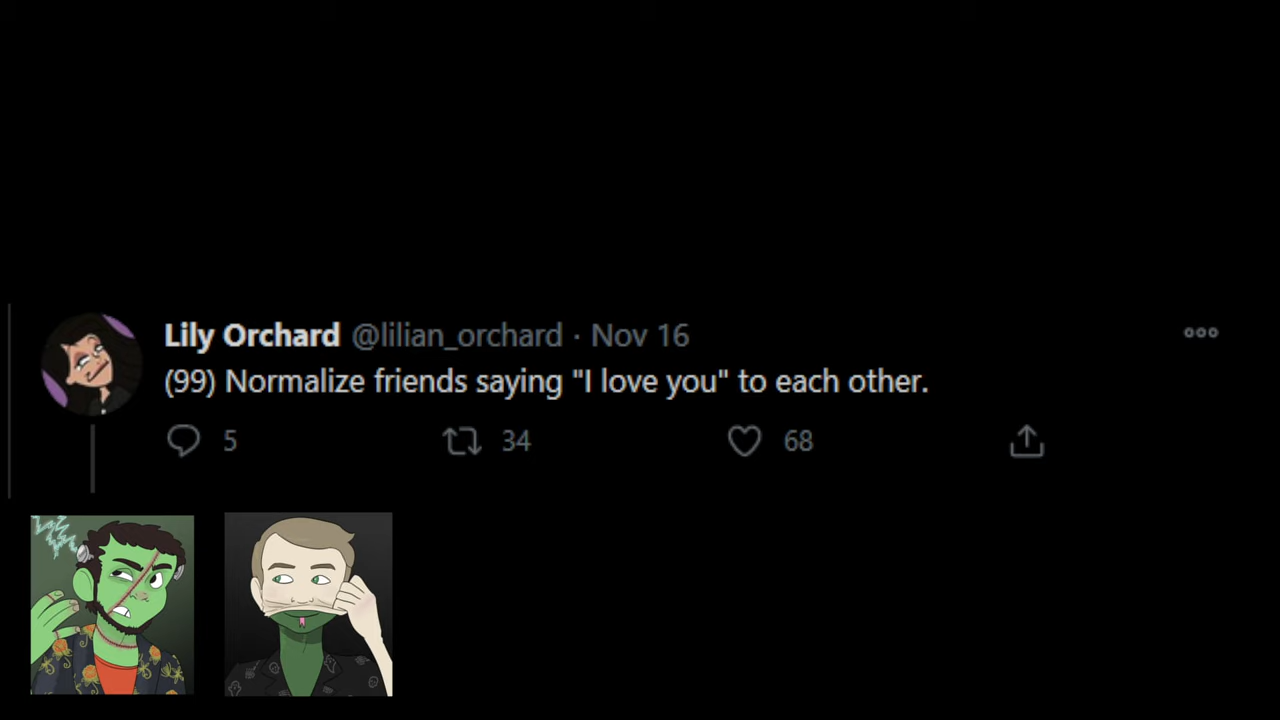 Lily Orchard @lilian_orchard · Nov 16
(99) Normalize friends saying "I love you" to each other.
5 34 68